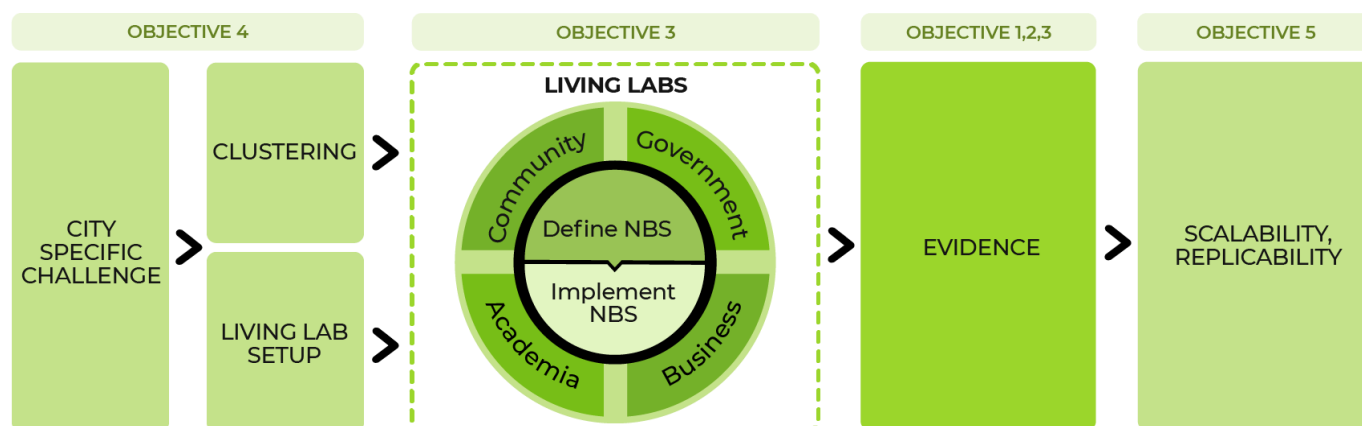 OBJECTIVE 4
OBJECTIVE 3
OBJECTIVE 1,2,3
OBJECTIVE 5
CITY
SPECIFIC
CHALLENGE
CLUSTERING
LIVING LAB
SETUP
LIVING LABS
Community
Government
Define NBS
Implement
NBS
Academia
Business
EVIDENCE
SCALABILITY,
REPLICABILITY